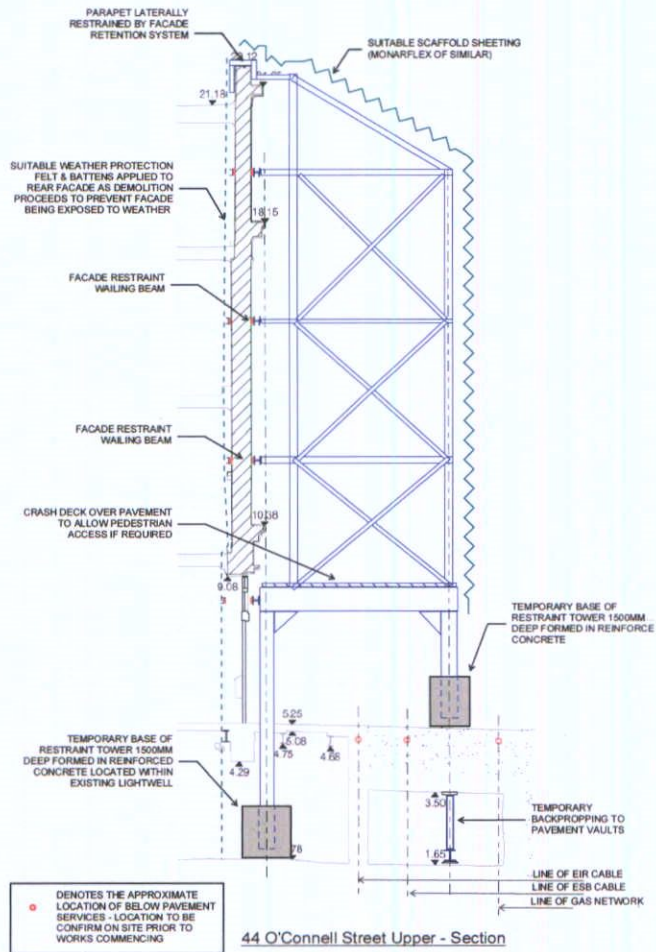 PARAPET LATERALLY
RESTRAINED BY FACADE
RETENTION SYSTEM
SUITABLE SCAFFOLD SHEETING
(MONARFLEX OF SIMILAR)
21.18
SUITABLE WEATHER PROTECTION
FELT & BATTENS APPLIED TO
REAR FACADE AS DEMOLITION
PROCEEDS TO PREVENT FACADE
BEING EXPOSED TO WEATHER
18.15
FACADE RESTRAINT
WAILING BEAM
FACADE RESTRAINT
WAILING BEAM
CRASH DECK OVER PAVEMENT
TO ALLOW PEDESTRIAN
ACCESS IF REQUIRED
10.38
9.08
TEMPORARY BASE OF
RESTRAINT TOWER 1500MM
DEEP FORMED IN REINFORCE
CONCRETE
5.25
5.08
4.75
4.68
4.29
TEMPORARY BASE OF
RESTRAINT TOWER 1500MM
DEEP FORMED IN REINFORCED
CONCRETE LOCATED WITHIN
EXISTING LIGHTWELL
3.50
TEMPORARY
BACKPROPPING TO
PAVEMENT VAULTS
1.65
78
LINE OF EIR CABLE
LINE OF ESB CABLE
LINE OF GAS NETWORK
DENOTES THE APPROXIMATE
LOCATION OF BELOW PAVEMENT
SERVICES - LOCATION TO BE
CONFIRM ON SITE PRIOR TO
WORKS COMMENCING
44 O'Connell Street Upper - Section